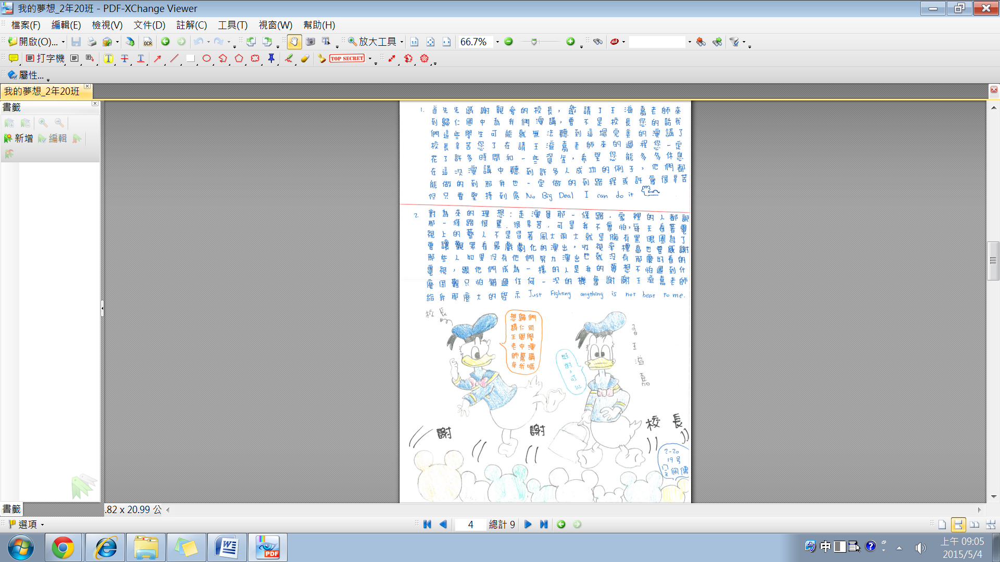 我的夢想_2年20班 - PDF-XChange Viewer
檔案(F) 編輯(E) 檢視(V) 文件(D) 註解(C) 工具(T) 視窗(W) 幫助(H)
開啟(O)... OCR 放大工具 1:1 66.7% Ask
打字機 TOP SECRET
屬性...
我的夢想_2年20班
書籤
新增 編輯
1. 首先先感謝親愛的校長，邀請了王溢嘉老師來
到歸仁國中為我們演講，要不是校長您的話我
們這些學生可能就無法聽到這場完美的演講了
校長辛苦您了在請王溢嘉老師來的過程您一定
花了許多時間和一些資金，希望您能多多休息
在這次演講中聽到許多人成功的例子，他們都
能做的到那我也一定做的到路程或許會很辛苦
但只要堅持到底 No Big Deal I can do it
2. 對為來的理想：走演員那一條路，家裡的人都說
那一條路很累.很辛苦.可是我不會怕,每天看著電
視上的藝人不是冒著風大雨大就是臉有黑眼圈為了
要讓觀眾看最戲劇化的演出，收視率標高也要感謝
那些人如果沒有他們努力演出也就沒有那麼好看的
電視，跟他們成為一樣的人是我的夢想不怕遇到什
麼困難只怕錯過任何一次的機會謝謝王溢嘉老師
給我那麼大的啟示 Just Fighting anything is not beat to me.
校長
想歸們
請仁同
王國學
老中演
師幫講
來我嗎
好的，可以
王溢嘉
謝 謝 校長
2-20
19号
佩儒
書籤
.82 x 20.99 公
選項
4 總計 9
中
上午 09:05
2015/5/4
PDF